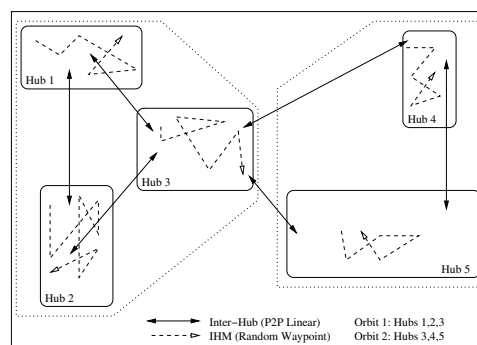 Hub 1
Hub 4
Hub 3
Hub 2
Hub 5
Inter−Hub (P2P Linear) Orbit 1: Hubs 1,2,3
IHM (Random Waypoint) Orbit 2: Hubs 3,4,5